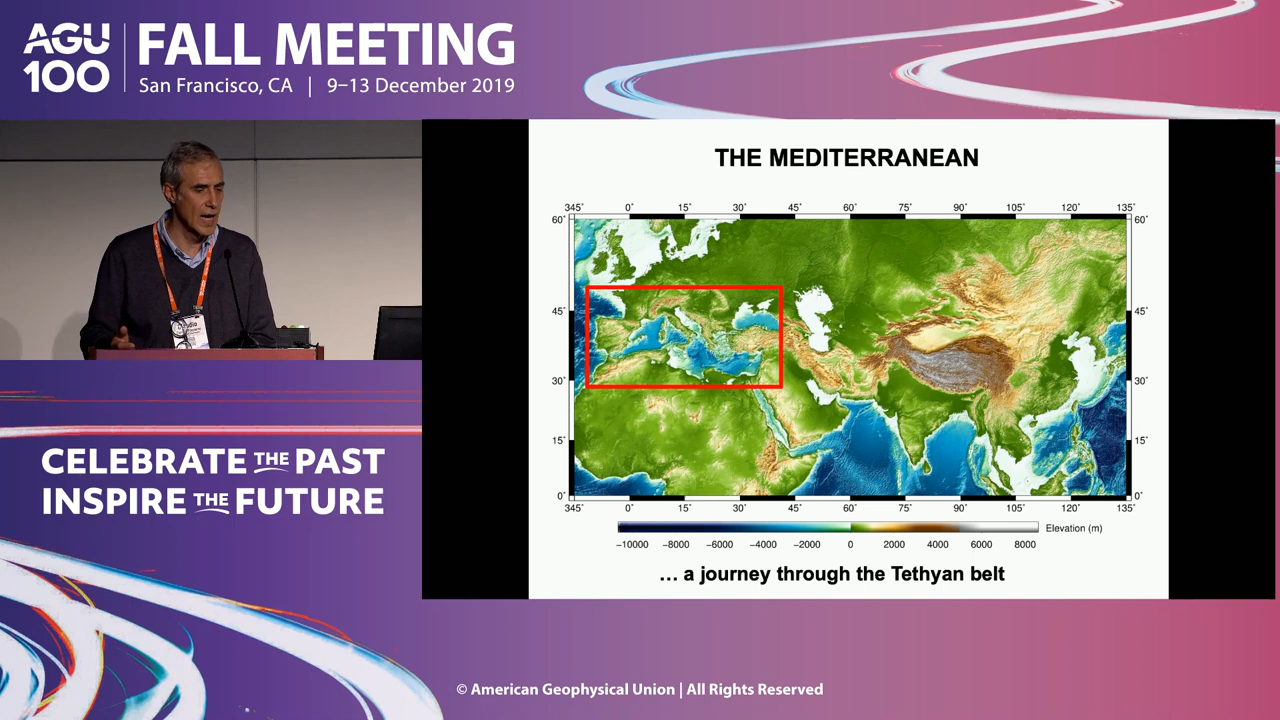 AGU
100
FALL MEETING
San Francisco, CA | 9–13 December 2019
THE MEDITERRANEAN
345° 0° 15° 30° 45° 60° 75° 90° 105° 120° 135°
60° 60°
45° 45°
30° 30°
15° 15°
0° 0°
345° 0° 15° 30° 45° 60° 75° 90° 105° 120° 135°
Elevation (m)
−10000 −8000 −6000 −4000 −2000 0 2000 4000 6000 8000
… a journey through the Tethyan belt
CELEBRATE THE PAST
INSPIRE THE FUTURE
© American Geophysical Union | All Rights Reserved